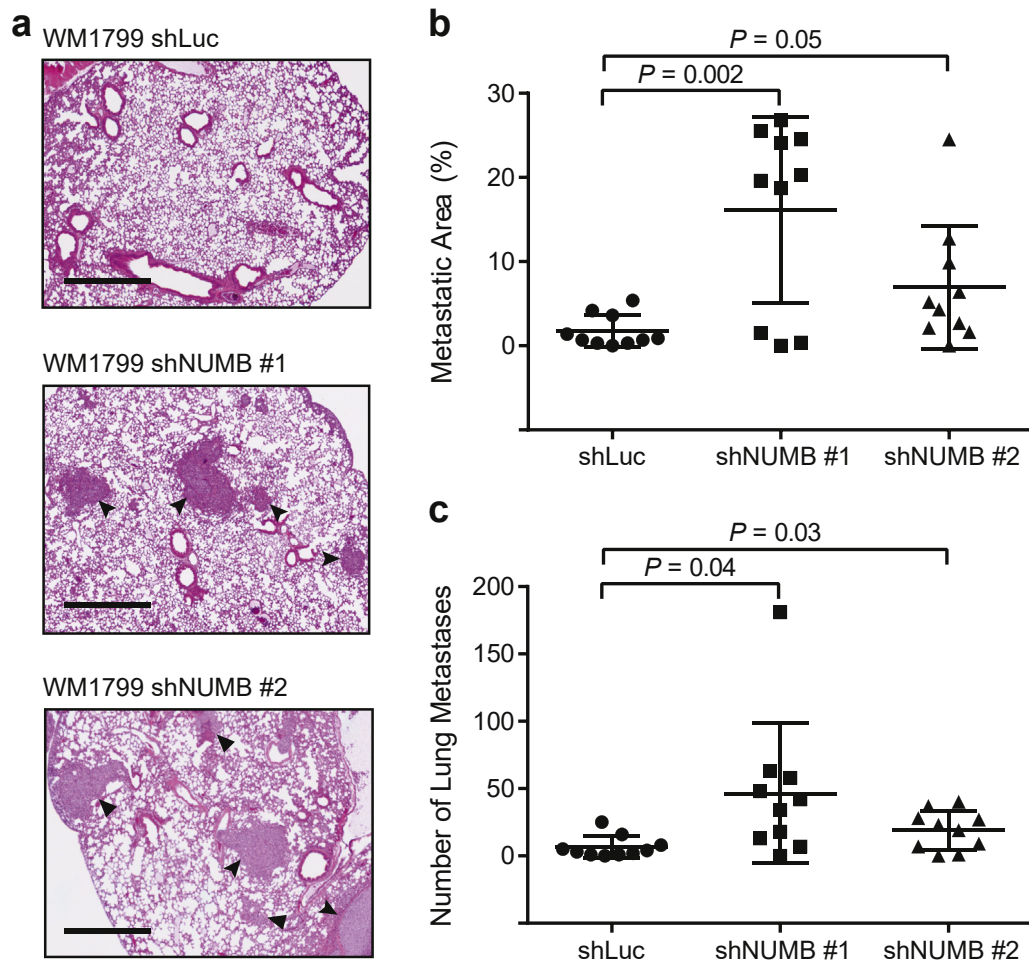 a
WM1799 shLuc
WM1799 shNUMB #1
WM1799 shNUMB #2
b
P = 0.05
P = 0.002
Metastatic Area (%)
30
20
10
0
shLuc shNUMB #1 shNUMB #2
c
P = 0.03
P = 0.04
Number of Lung Metastases
200
150
100
50
0
shLuc shNUMB #1 shNUMB #2